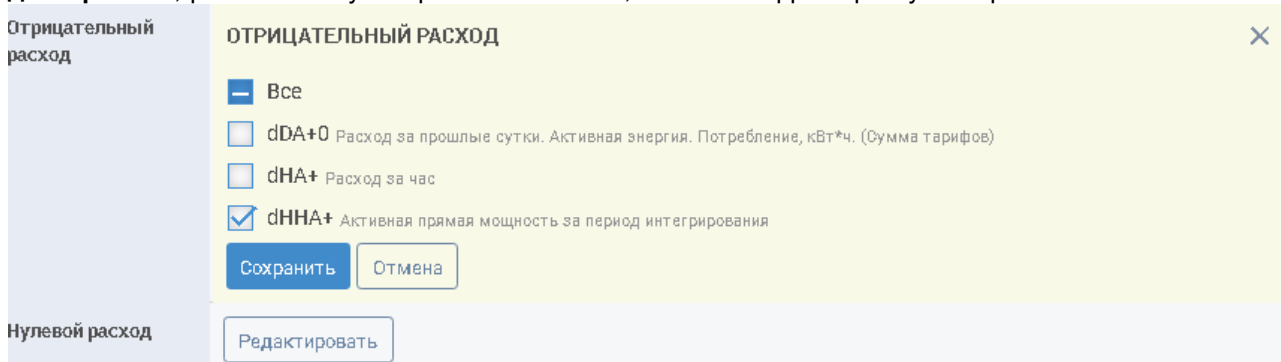 Отрицательный
расход
ОТРИЦАТЕЛЬНЫЙ РАСХОД
Все
dDA+0 Расход за прошлые сутки. Активная энергия. Потребление, кВт*ч. (Сумма тарифов)
dHA+ Расход за час
dHHA+ Активная прямая мощность за период интегрирования
Сохранить Отмена
Нулевой расход
Редактировать